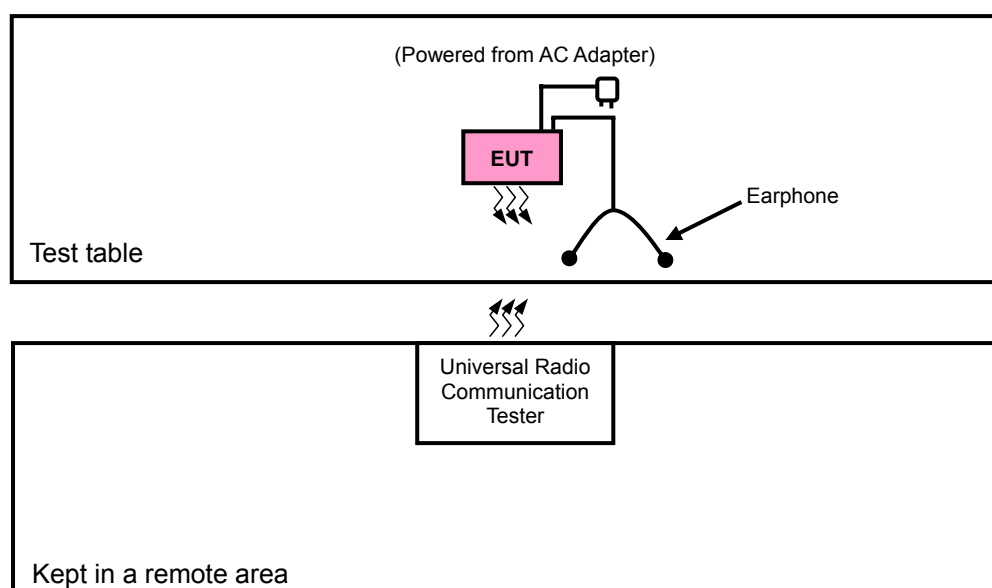 (Powered from AC Adapter)
EUT
Earphone
Test table
Universal Radio
Communication
Tester
Kept in a remote area